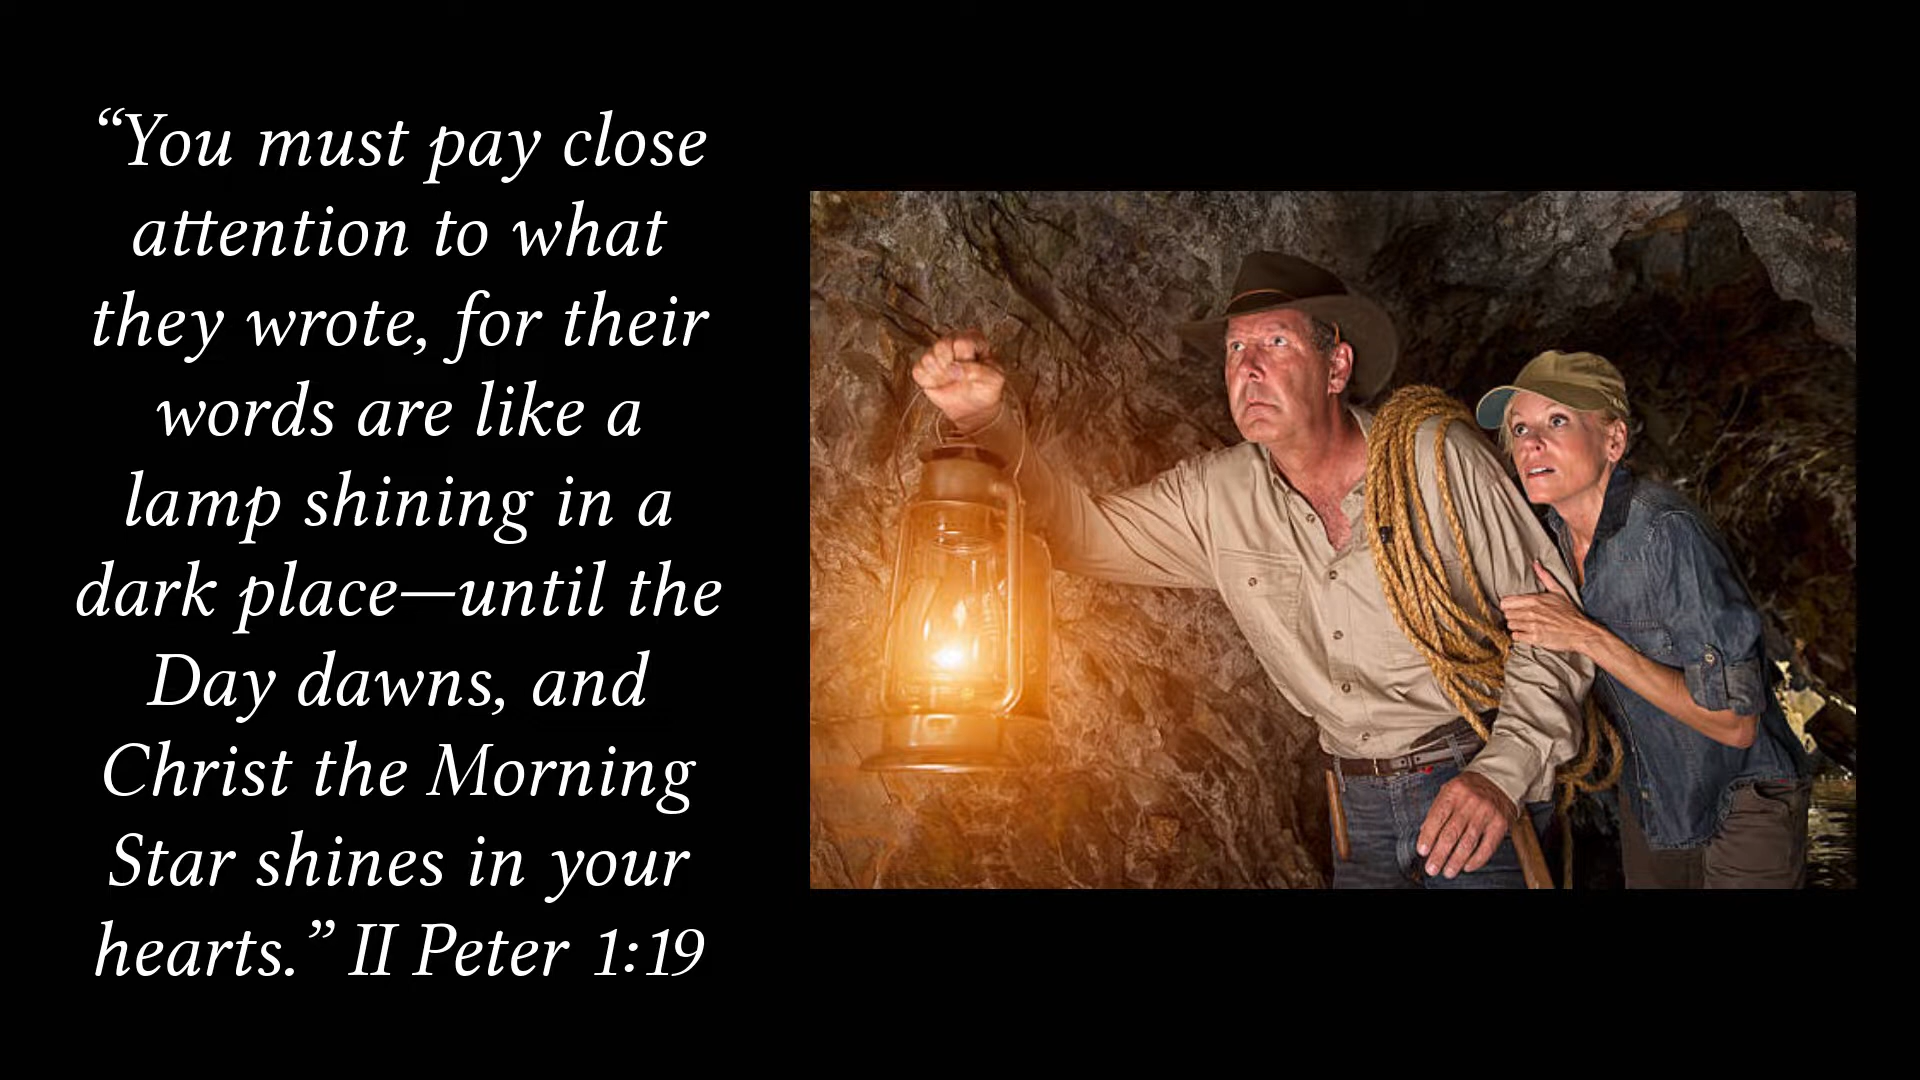 “You must pay close
attention to what
they wrote, for their
words are like a
lamp shining in a
dark place—until the
Day dawns, and
Christ the Morning
Star shines in your
hearts.” II Peter 1:19